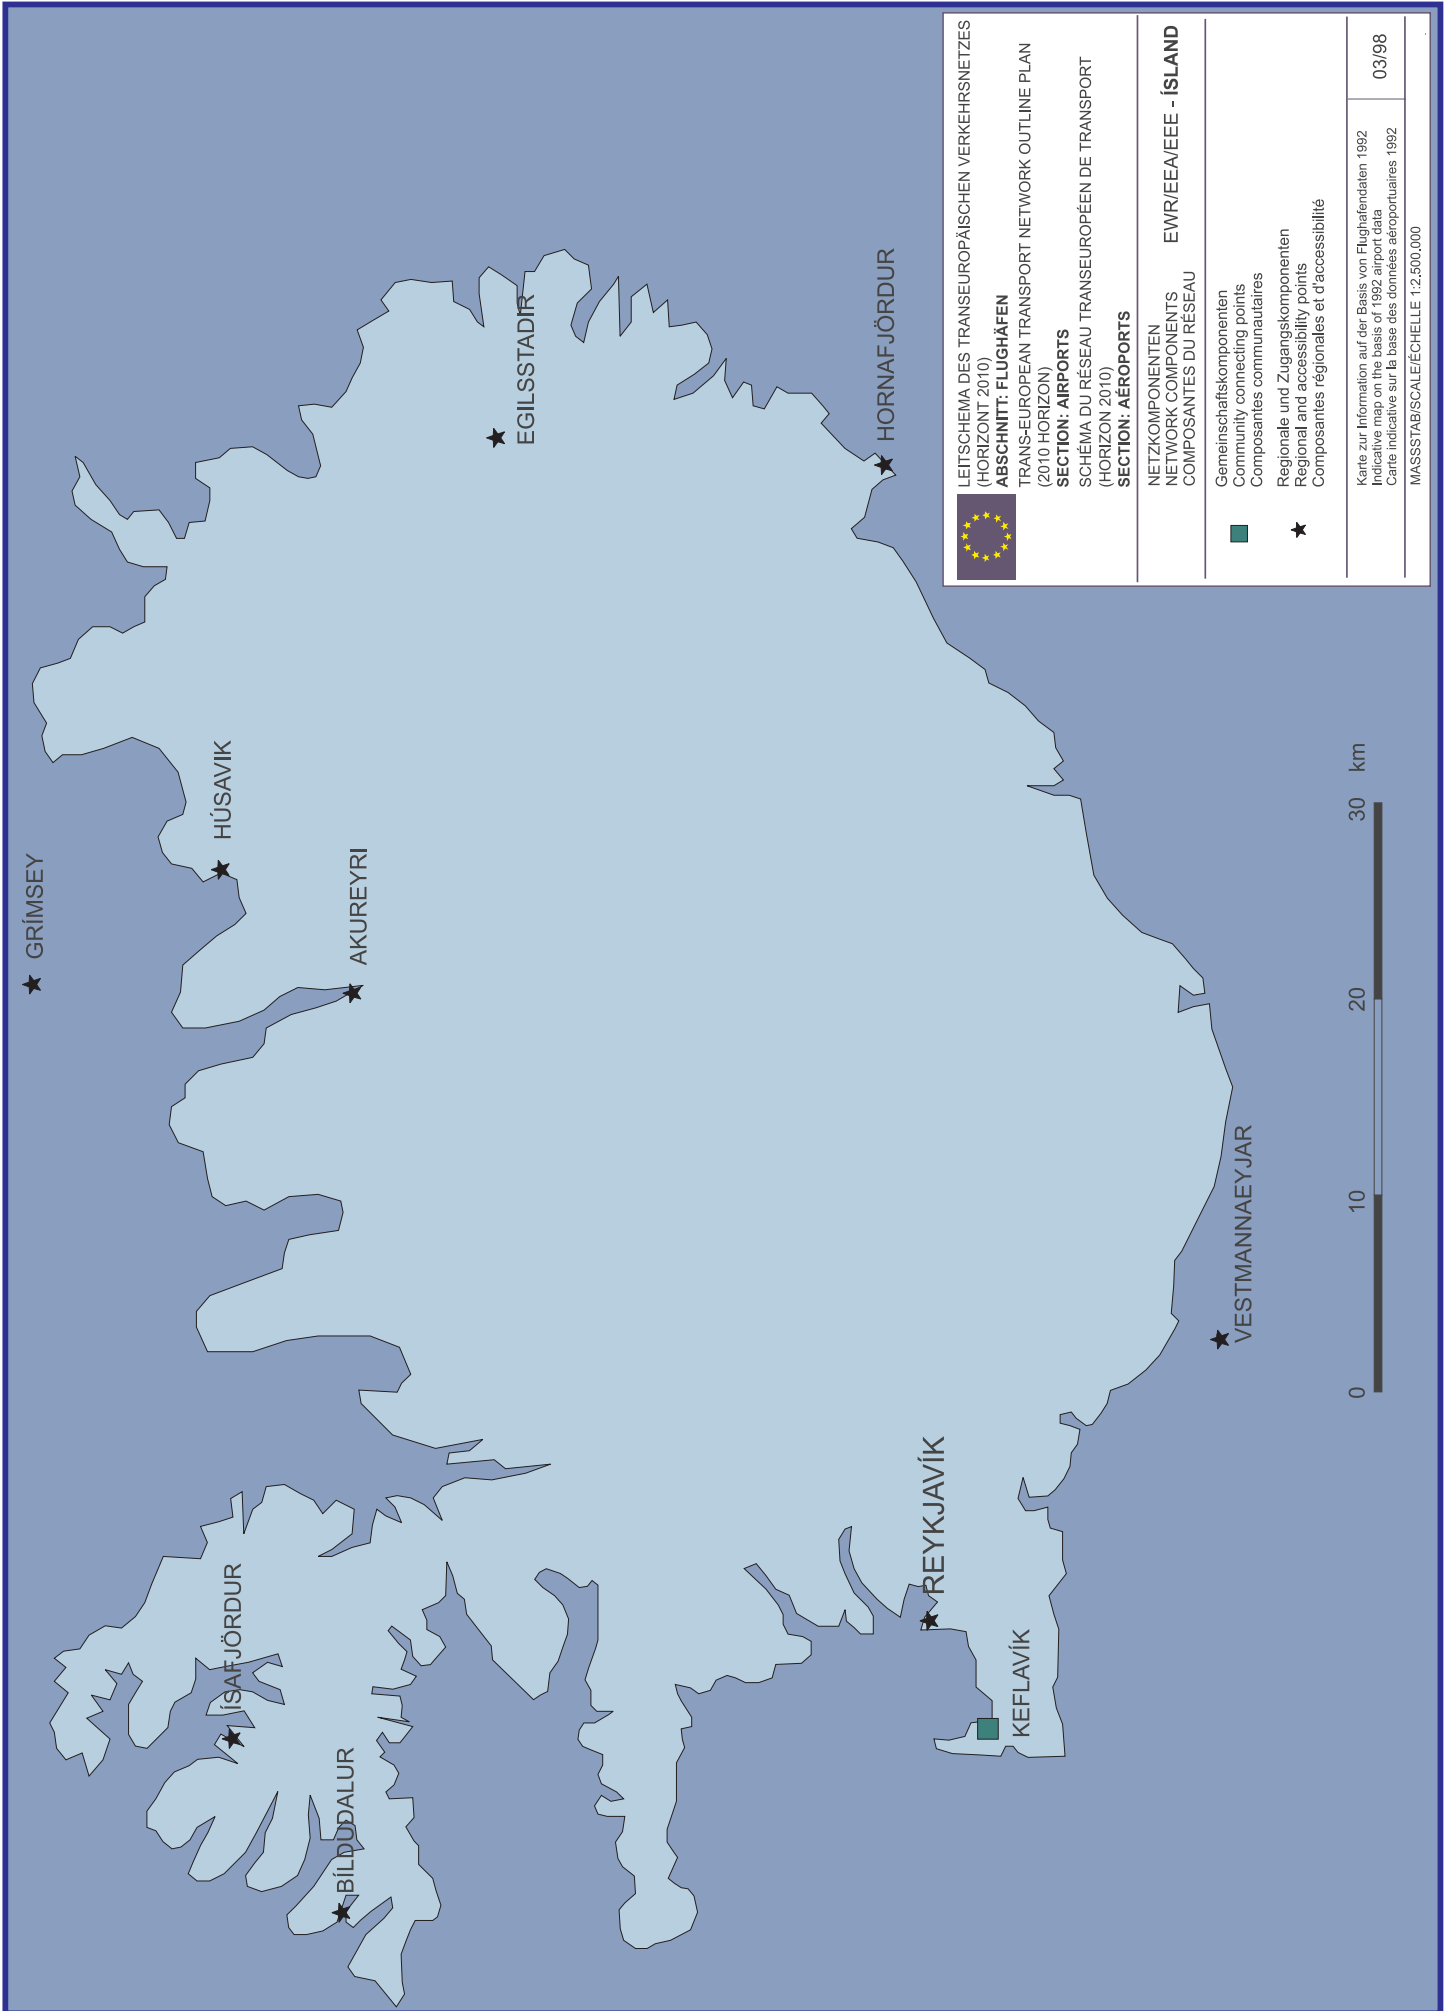 GRÍMSEY
HÚSAVIK
AKUREYRI
ÍSAFJÖRDUR
BÍLDUDALUR
EGILSSTADIR
HORNAFJÖRDUR
REYKJAVÍK
KEFLAVÍK
VESTMANNAEYJAR
0 10 20 30 km
LEITSCHEMA DES TRANSEUROPÄISCHEN VERKEHRSNETZES
(HORIZONT 2010)
ABSCHNITT: FLUGHÄFEN
TRANS-EUROPEAN TRANSPORT NETWORK OUTLINE PLAN
(2010 HORIZON)
SECTION: AIRPORTS
SCHÉMA DU RÉSEAU TRANSEUROPÉEN DE TRANSPORT
(HORIZON 2010)
SECTION: AÉROPORTS
NETZKOMPONENTEN
NETWORK COMPONENTS EWR/EEA/EEE - ÍSLAND
COMPOSANTES DU RÉSEAU
Gemeinschaftskomponenten
Community connecting points
Composantes communautaires
Regionale und Zugangskomponenten
Regional and accessibility points
Composantes régionales et d'accessibilité
Karte zur Information auf der Basis von Flughafendaten 1992
Indicative map on the basis of 1992 airport data
Carte indicative sur la base des données aéroportuaires 1992
03/98
MASSSTAB/SCALE/ÉCHELLE 1:2.500.000